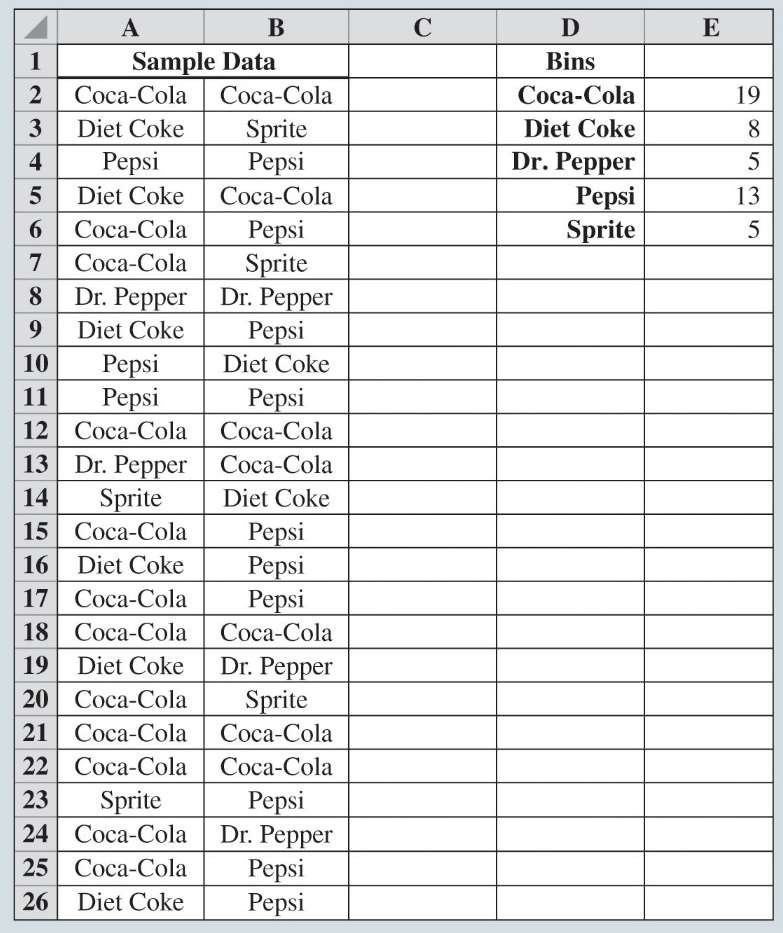 A B C D E
1 Sample Data Bins
2 Coca-Cola Coca-Cola Coca-Cola 19
3 Diet Coke Sprite Diet Coke 8
4 Pepsi Pepsi Dr. Pepper 5
5 Diet Coke Coca-Cola Pepsi 13
6 Coca-Cola Pepsi Sprite 5
7 Coca-Cola Sprite
8 Dr. Pepper Dr. Pepper
9 Diet Coke Pepsi
10 Pepsi Diet Coke
11 Pepsi Pepsi
12 Coca-Cola Coca-Cola
13 Dr. Pepper Coca-Cola
14 Sprite Diet Coke
15 Coca-Cola Pepsi
16 Diet Coke Pepsi
17 Coca-Cola Pepsi
18 Coca-Cola Coca-Cola
19 Diet Coke Dr. Pepper
20 Coca-Cola Sprite
21 Coca-Cola Coca-Cola
22 Coca-Cola Coca-Cola
23 Sprite Pepsi
24 Coca-Cola Dr. Pepper
25 Coca-Cola Pepsi
26 Diet Coke Pepsi